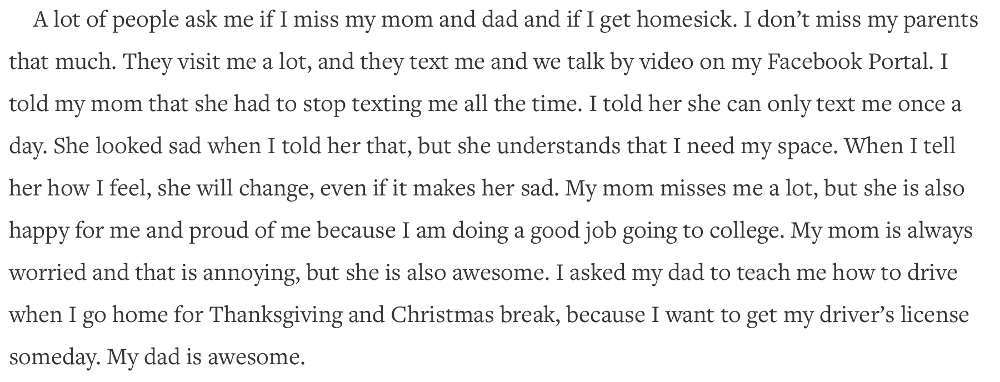 A lot of people ask me if I miss my mom and dad and if I get homesick. I don’t miss my parents
that much. They visit me a lot, and they text me and we talk by video on my Facebook Portal. I
told my mom that she had to stop texting me all the time. I told her she can only text me once a
day. She looked sad when I told her that, but she understands that I need my space. When I tell
her how I feel, she will change, even if it makes her sad. My mom misses me a lot, but she is also
happy for me and proud of me because I am doing a good job going to college. My mom is always
worried and that is annoying, but she is also awesome. I asked my dad to teach me how to drive
when I go home for Thanksgiving and Christmas break, because I want to get my driver’s license
someday. My dad is awesome.